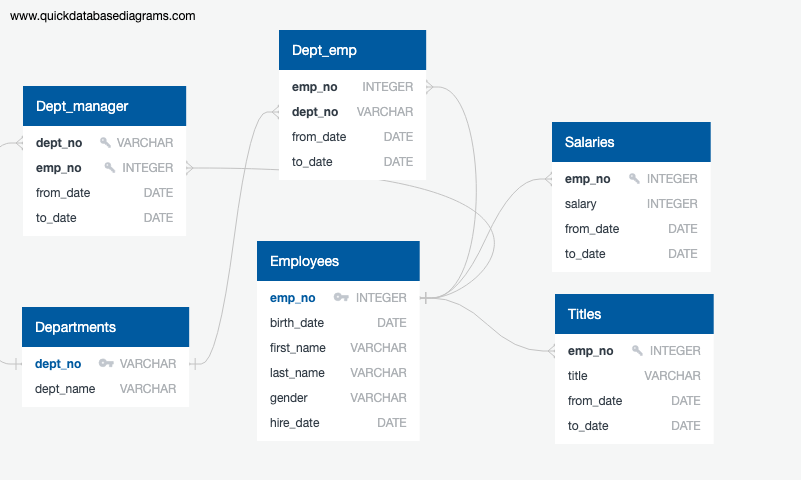 www.quickdatabasediagrams.com
Dept_emp
emp_no INTEGER
dept_no VARCHAR
from_date DATE
to_date DATE
Dept_manager
dept_no VARCHAR
emp_no INTEGER
from_date DATE
to_date DATE
Salaries
emp_no INTEGER
salary INTEGER
from_date DATE
to_date DATE
Employees
emp_no INTEGER
birth_date DATE
first_name VARCHAR
last_name VARCHAR
gender VARCHAR
hire_date DATE
Departments
dept_no VARCHAR
dept_name VARCHAR
Titles
emp_no INTEGER
title VARCHAR
from_date DATE
to_date DATE